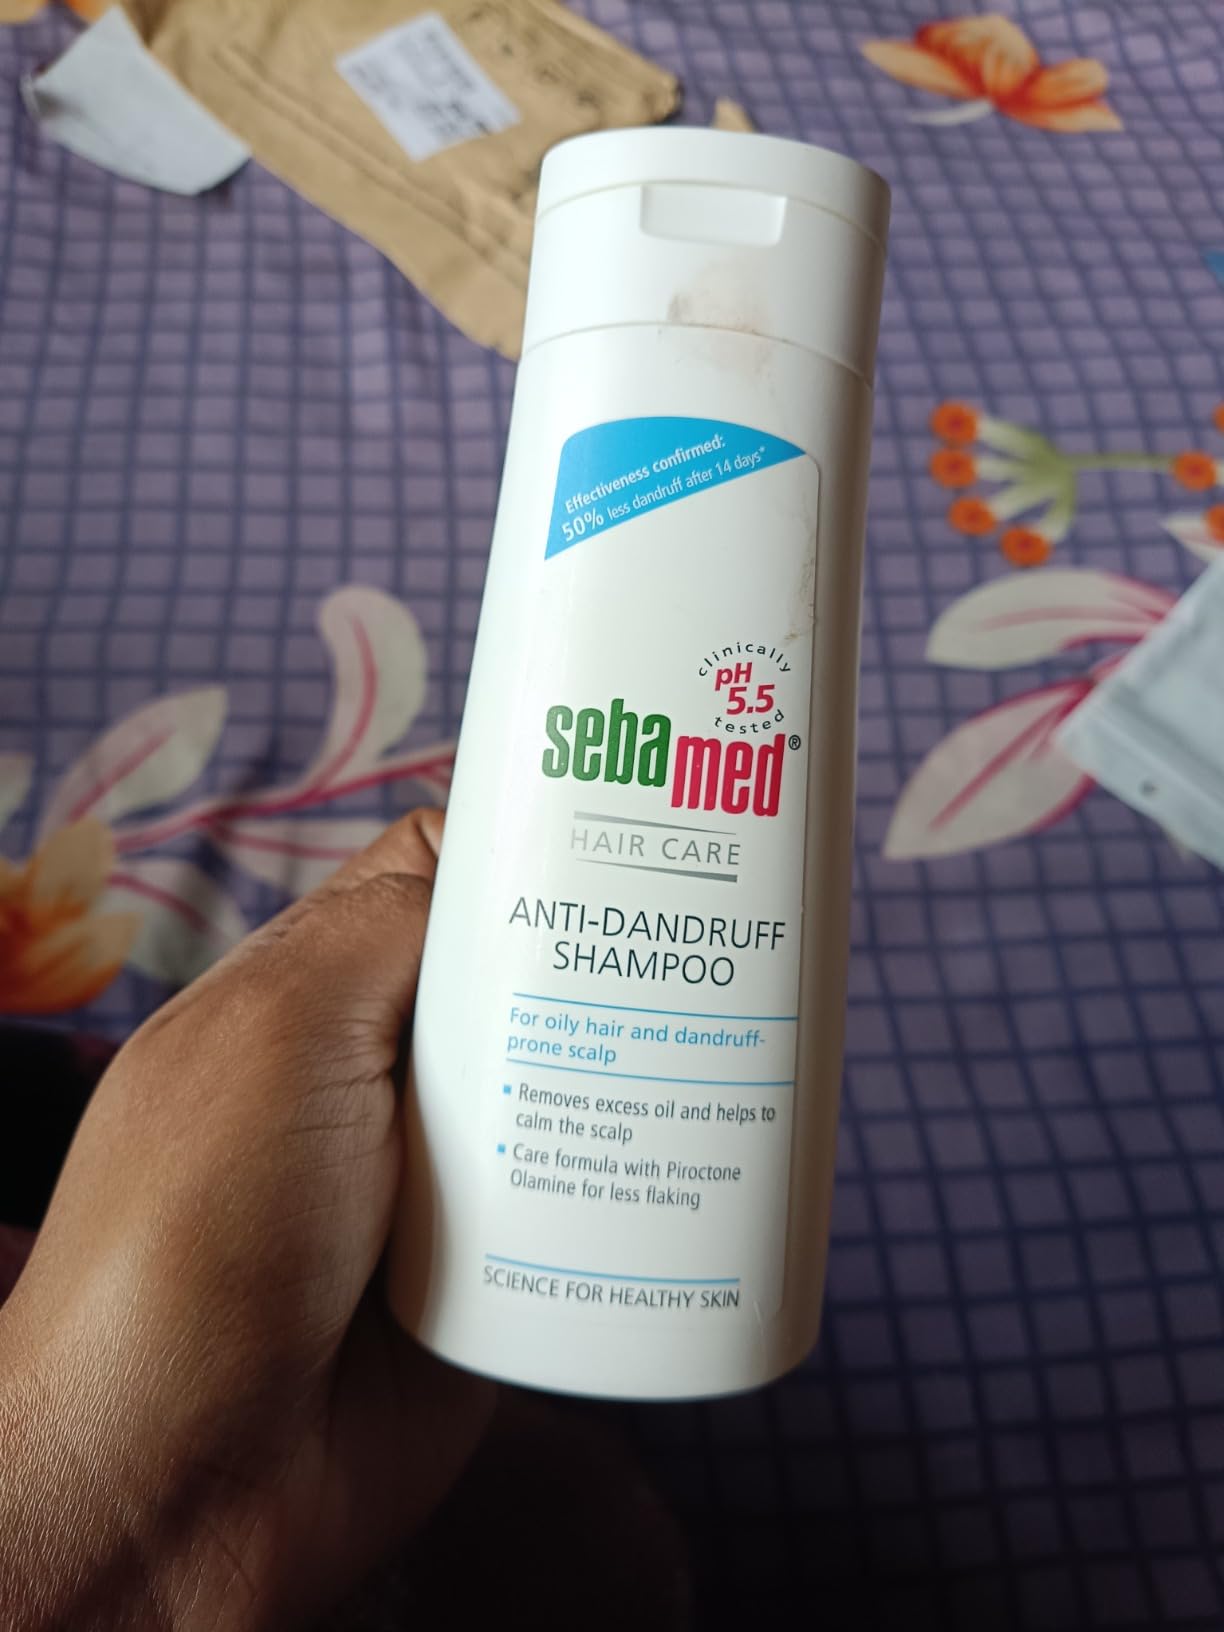 Effectiveness confirmed:
50% less dandruff after 14 days*
clinically
pH
5.5
tested
sebamed®
HAIR CARE
ANTI-DANDRUFF
SHAMPOO
For oily hair and dandruff-
prone scalp
▪ Removes excess oil and helps to
calm the scalp
▪ Care formula with Piroctone
Olamine for less flaking
SCIENCE FOR HEALTHY SKIN